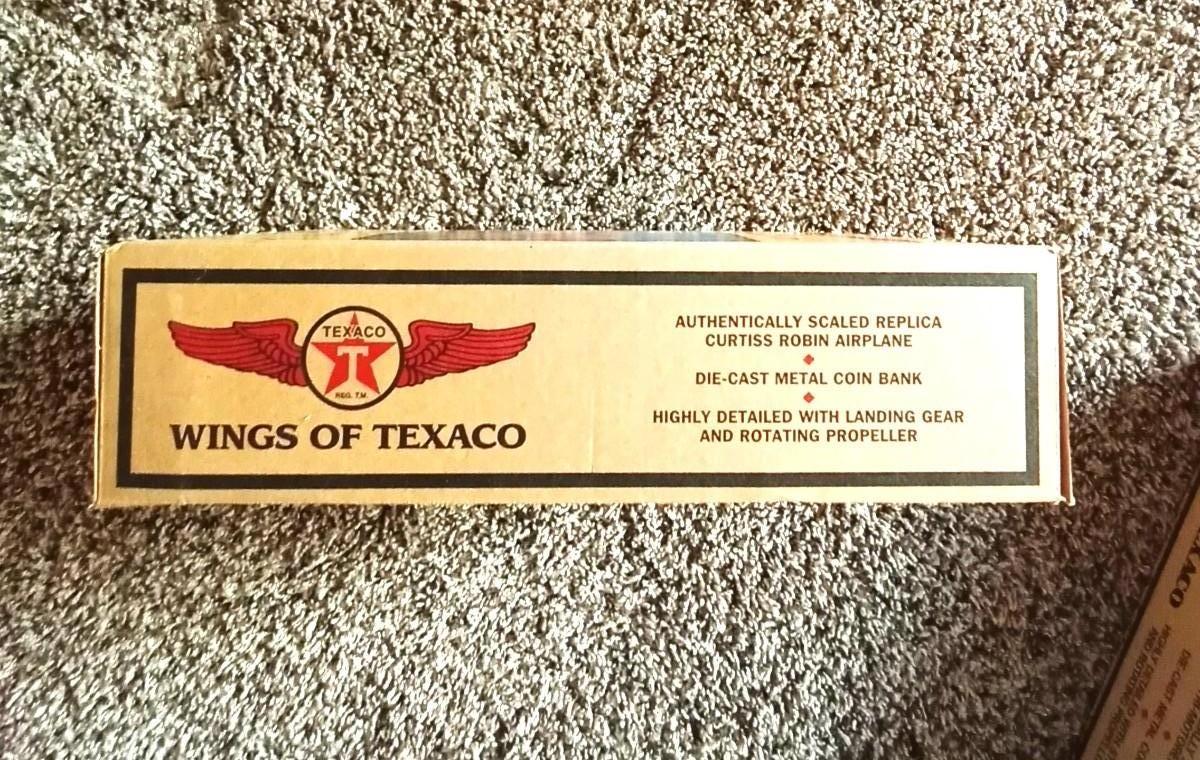 TEXACO
T
REG. T.M.
WINGS OF TEXACO
AUTHENTICALLY SCALED REPLICA
CURTISS ROBIN AIRPLANE
DIE-CAST METAL COIN BANK
HIGHLY DETAILED WITH LANDING GEAR
AND ROTATING PROPELLER